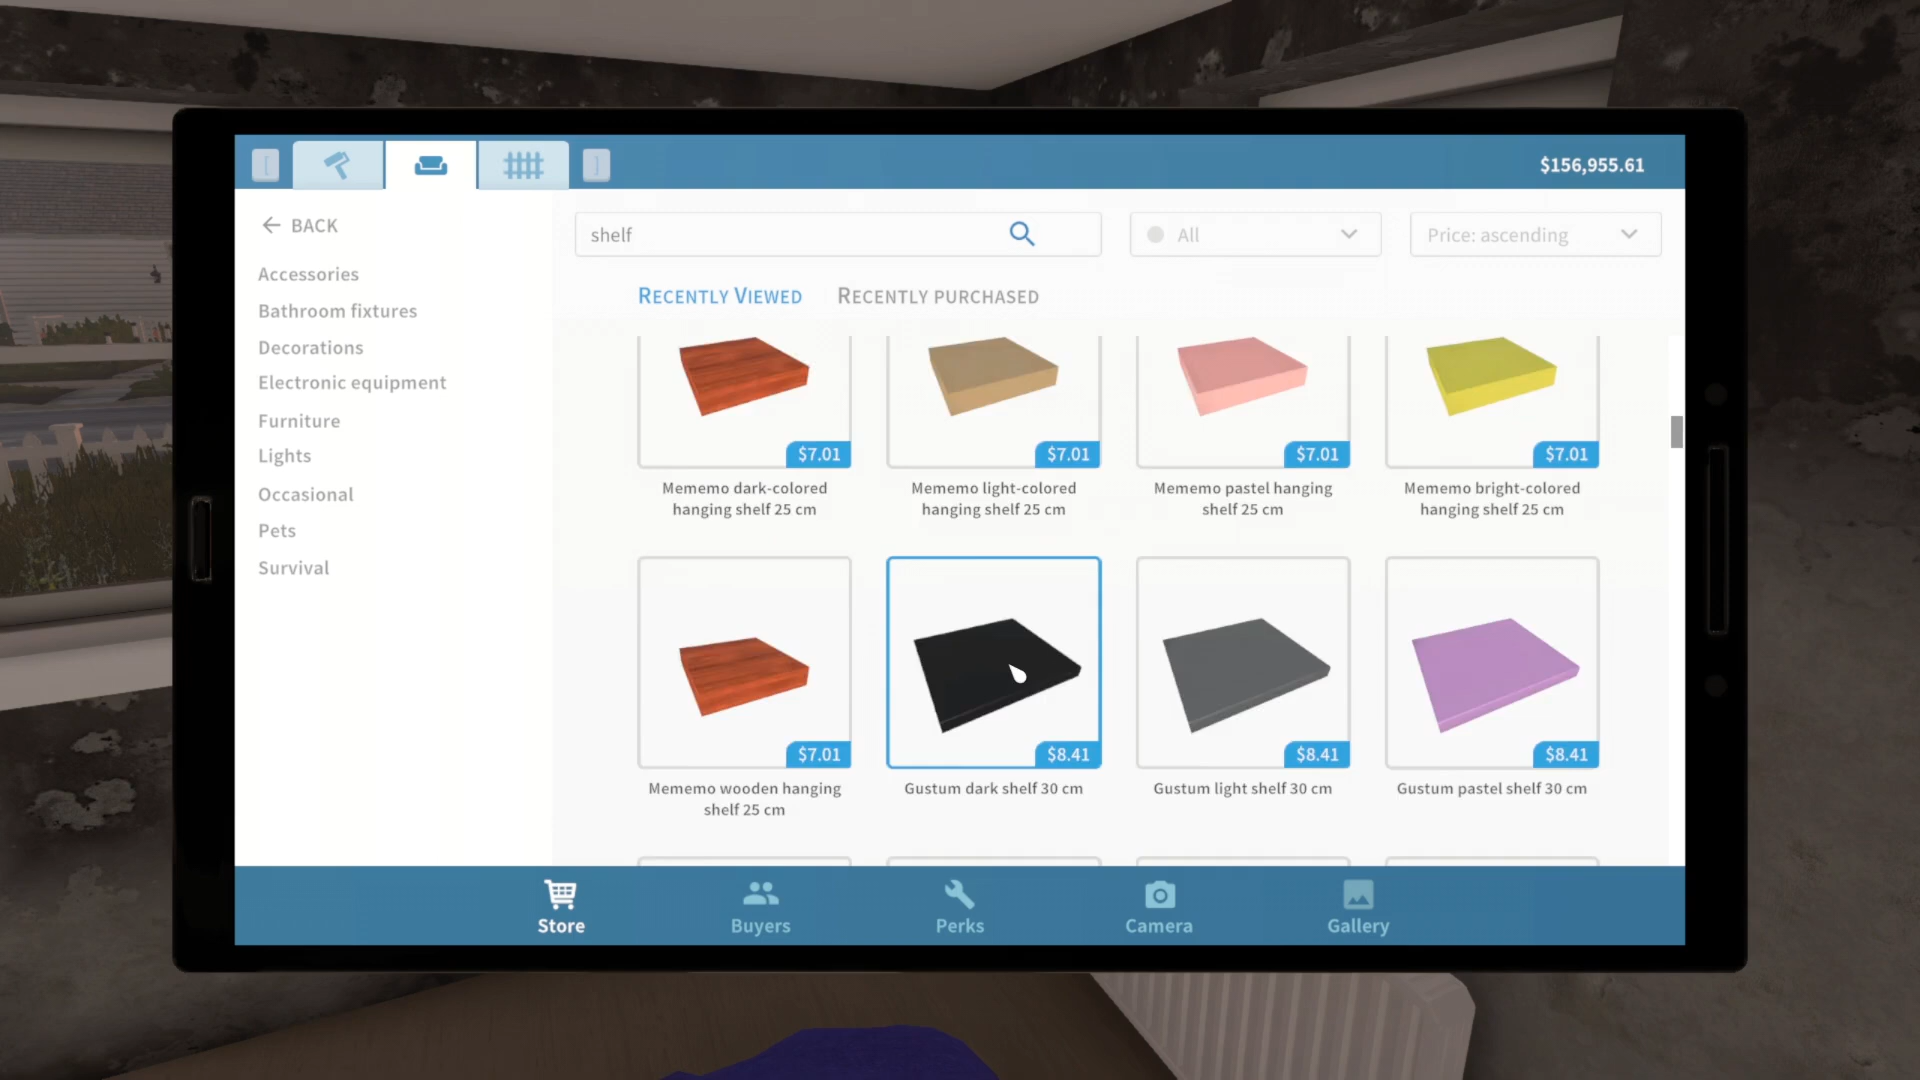 [
]
$156,955.61
BACK
shelf
All
Price: ascending
RECENTLY VIEWED
RECENTLY PURCHASED
Accessories
Bathroom fixtures
Decorations
Electronic equipment
Furniture
Lights
Occasional
Pets
Survival
$7.01
$7.01
$7.01
$7.01
Mememo dark-colored
hanging shelf 25 cm
Mememo light-colored
hanging shelf 25 cm
Mememo pastel hanging
shelf 25 cm
Mememo bright-colored
hanging shelf 25 cm
$7.01
$8.41
$8.41
$8.41
Mememo wooden hanging
shelf 25 cm
Gustum dark shelf 30 cm
Gustum light shelf 30 cm
Gustum pastel shelf 30 cm
Store
Buyers
Perks
Camera
Gallery